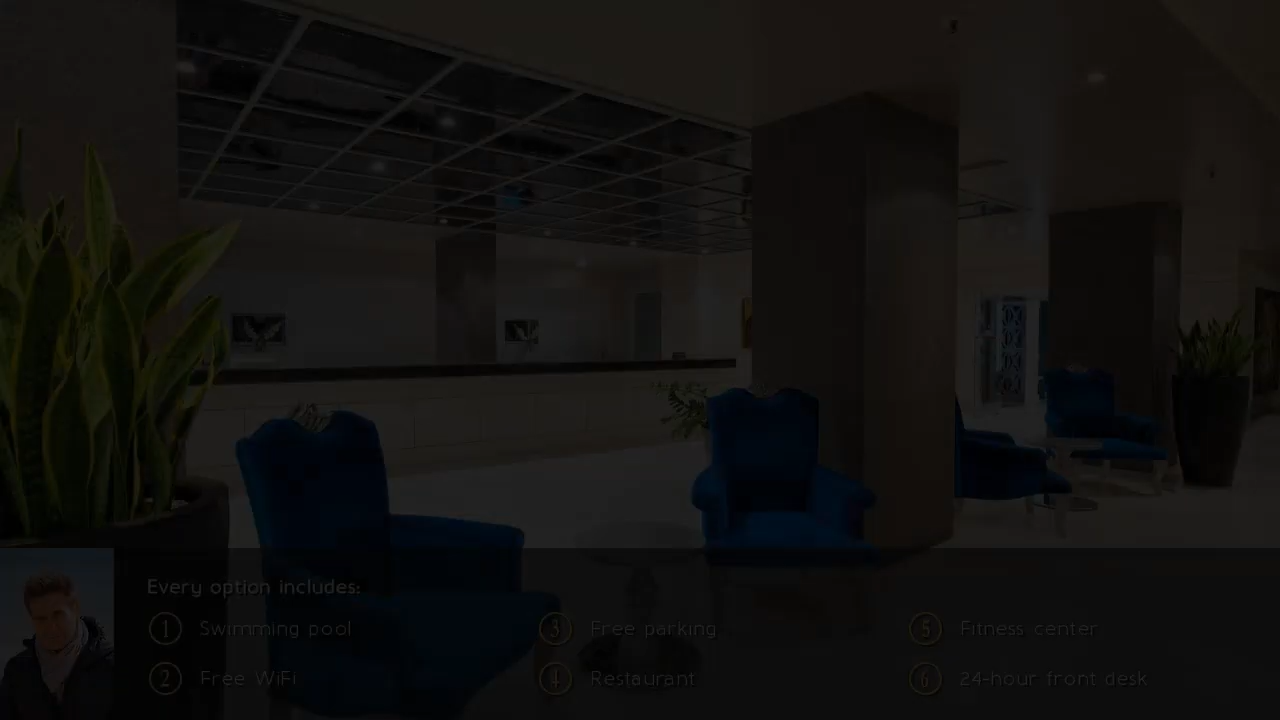 Every option includes:
1 Swimming pool
2 Free WiFi
3 Free parking
4 Restaurant
5 Fitness center
6 24-hour front desk